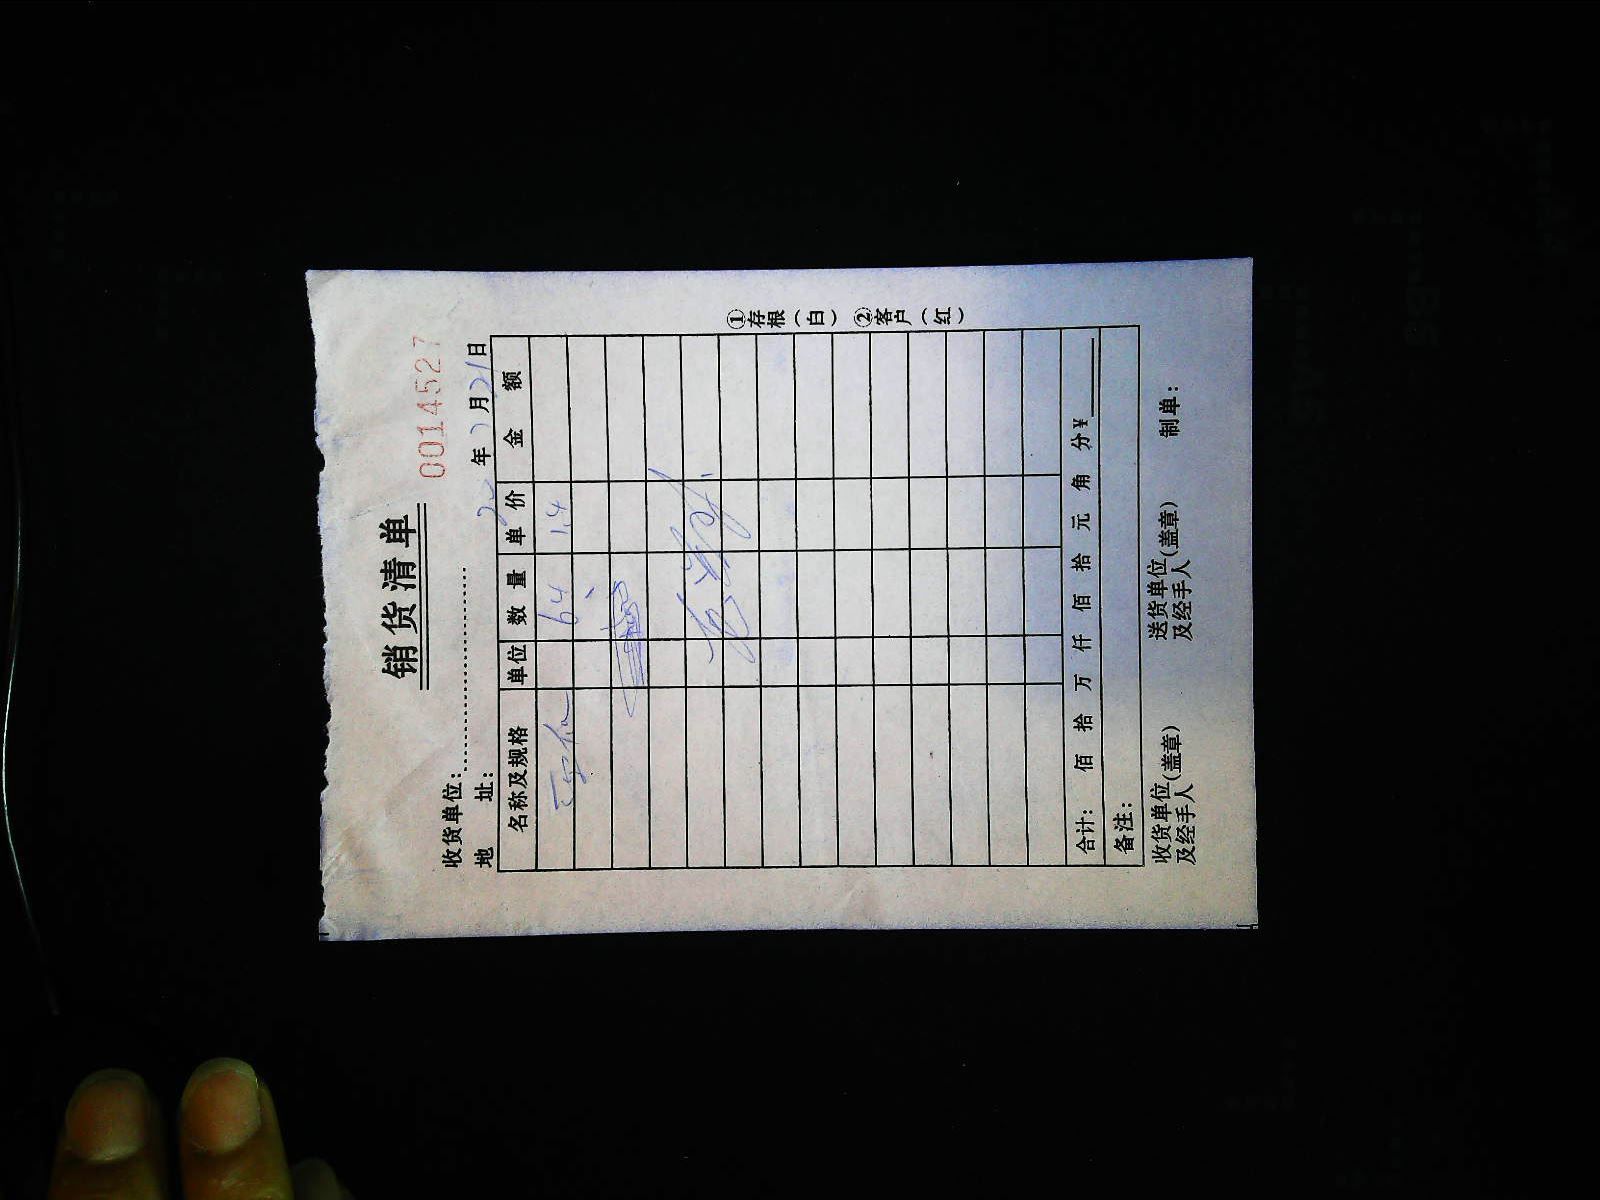 销货清单
0014527
收货单位:
20 年 7 月 21 日
地 址:
名称及规格 单位 数量 单价 金额
64 14
①存根(白) ②客户(红)
合计: 佰 拾 万 仟 佰 拾 元 角 分¥
备注:
收货单位及经手人(盖章) 送货单位及经手人(盖章) 制单: